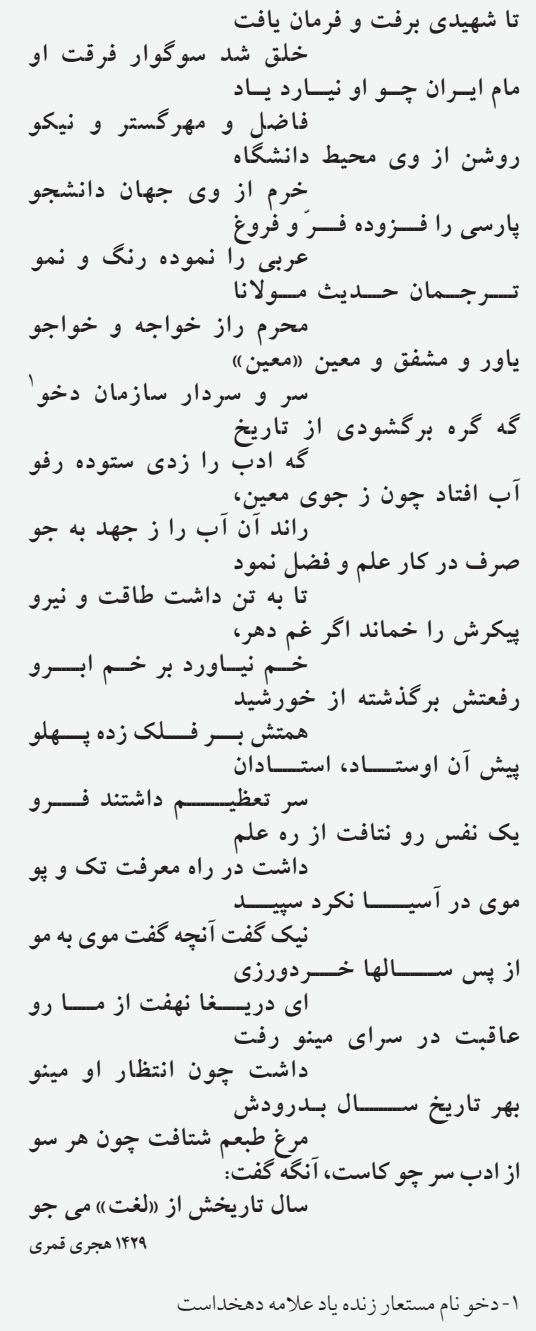 تا شهیدی برفت و فرمان یافت
خلق شد سوگوار فرقت او
مام ایران چو او نیارد یاد
فاضل و مهرگستر و نیکو
روشن از وی محیط دانشگاه
خرم از وی جهان دانشجو
پارسی را فزوده فرّ و فروغ
عربی را نموده رنگ و نمو
ترجمان حدیث مولانا
محرم راز خواجه و خواجو
یاور و مشفق و معین «معین»
سر و سردار سازمان دخو۱
گه گره برگشودی از تاریخ
گه ادب را زدی ستوده رفو
آب افتاد چون ز جوی معین،
راند آن آب را ز جهد به جو
صرف در کار علم و فضل نمود
تا به تن داشت طاقت و نیرو
پیکرش را خماند اگر غم دهر،
خم نیاورد بر خم ابرو
رفعتش برگذشته از خورشید
همتش بر فلک زده پهلو
پیش آن اوستاد، استادان
سر تعظیم داشتند فرو
یک نفس رو نتافت از ره علم
داشت در راه معرفت تک و پو
موی در آسیا نکرد سپید
نیک گفت آنچه گفت موی به مو
از پس سالها خردورزی
ای دریغا نهفت از ما رو
عاقبت در سرای مینو رفت
داشت چون انتظار او مینو
بهر تاریخ سال بدرودش
مرغ طبعم شتافت چون هر سو
از ادب سر چو کاست، آنگه گفت:
سال تاریخش از «لغت» می جو
۱۴۲۹ هجری قمری
۱- دخو نام مستعار زنده یاد علامه دهخداست